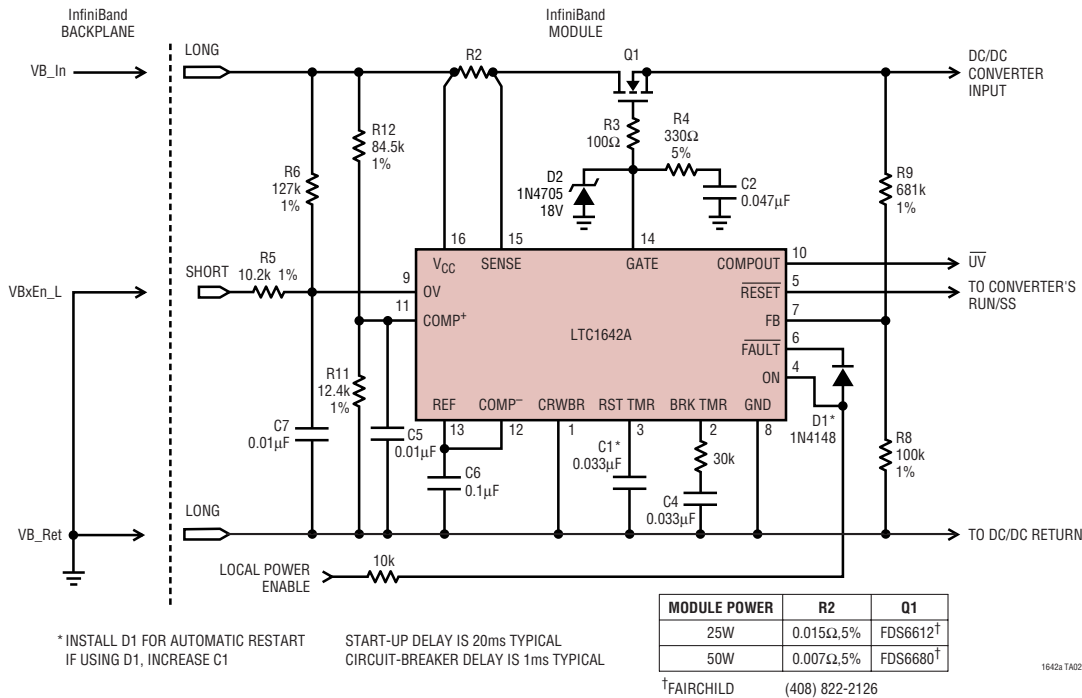 InfiniBand
BACKPLANE
InfiniBand
MODULE
VB_In
LONG
R2
Q1
DC/DC
CONVERTER
INPUT
R12
84.5k
1%
R3
100Ω
R4
330Ω
5%
R6
127k
1%
D2
1N4705
18V
C2
0.047µF
R9
681k
1%
R5
10.2k 1%
VBxEn_L
SHORT
16
15
14
VCC
SENSE
GATE
COMPOUT
10
UV
9
OV
RESET
5
TO CONVERTER'S
RUN/SS
11
COMP+
LTC1642A
FB
7
FAULT
6
ON
4
R11
12.4k
1%
REF
COMP–
CRWBR
RST TMR
BRK TMR
GND
13
12
1
3
2
8
D1*
1N4148
C7
0.01µF
C5
0.01µF
C6
0.1µF
C1*
0.033µF
30k
C4
0.033µF
R8
100k
1%
VB_Ret
LONG
TO DC/DC RETURN
LOCAL POWER
ENABLE
10k
MODULE POWER R2 Q1
25W 0.015Ω,5% FDS6612†
50W 0.007Ω,5% FDS6680†
†FAIRCHILD (408) 822-2126
* INSTALL D1 FOR AUTOMATIC RESTART
IF USING D1, INCREASE C1
START-UP DELAY IS 20ms TYPICAL
CIRCUIT-BREAKER DELAY IS 1ms TYPICAL
1642a TA02